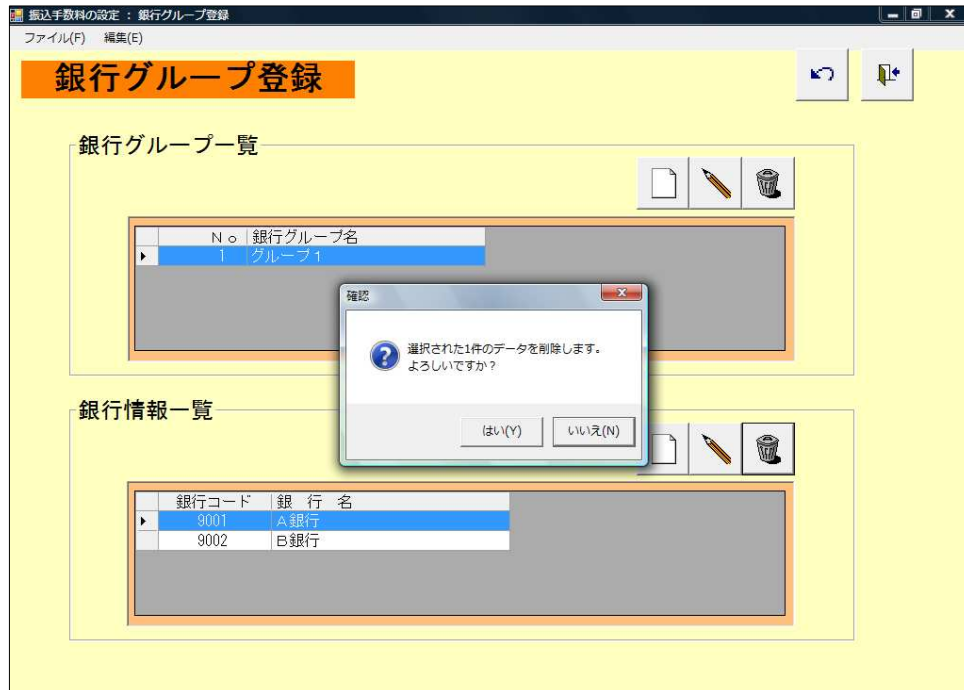 振込手数料の設定 : 銀行グループ登録
ファイル(F) 編集(E)
銀行グループ登録
銀行グループ一覧
Ｎｏ 銀行グループ名
1 グループ1
確認
選択された1件のデータを削除します。
よろしいですか？
はい(Y) いいえ(N)
銀行情報一覧
銀行コード 銀　行　名
9001 Ａ銀行
9002 Ｂ銀行